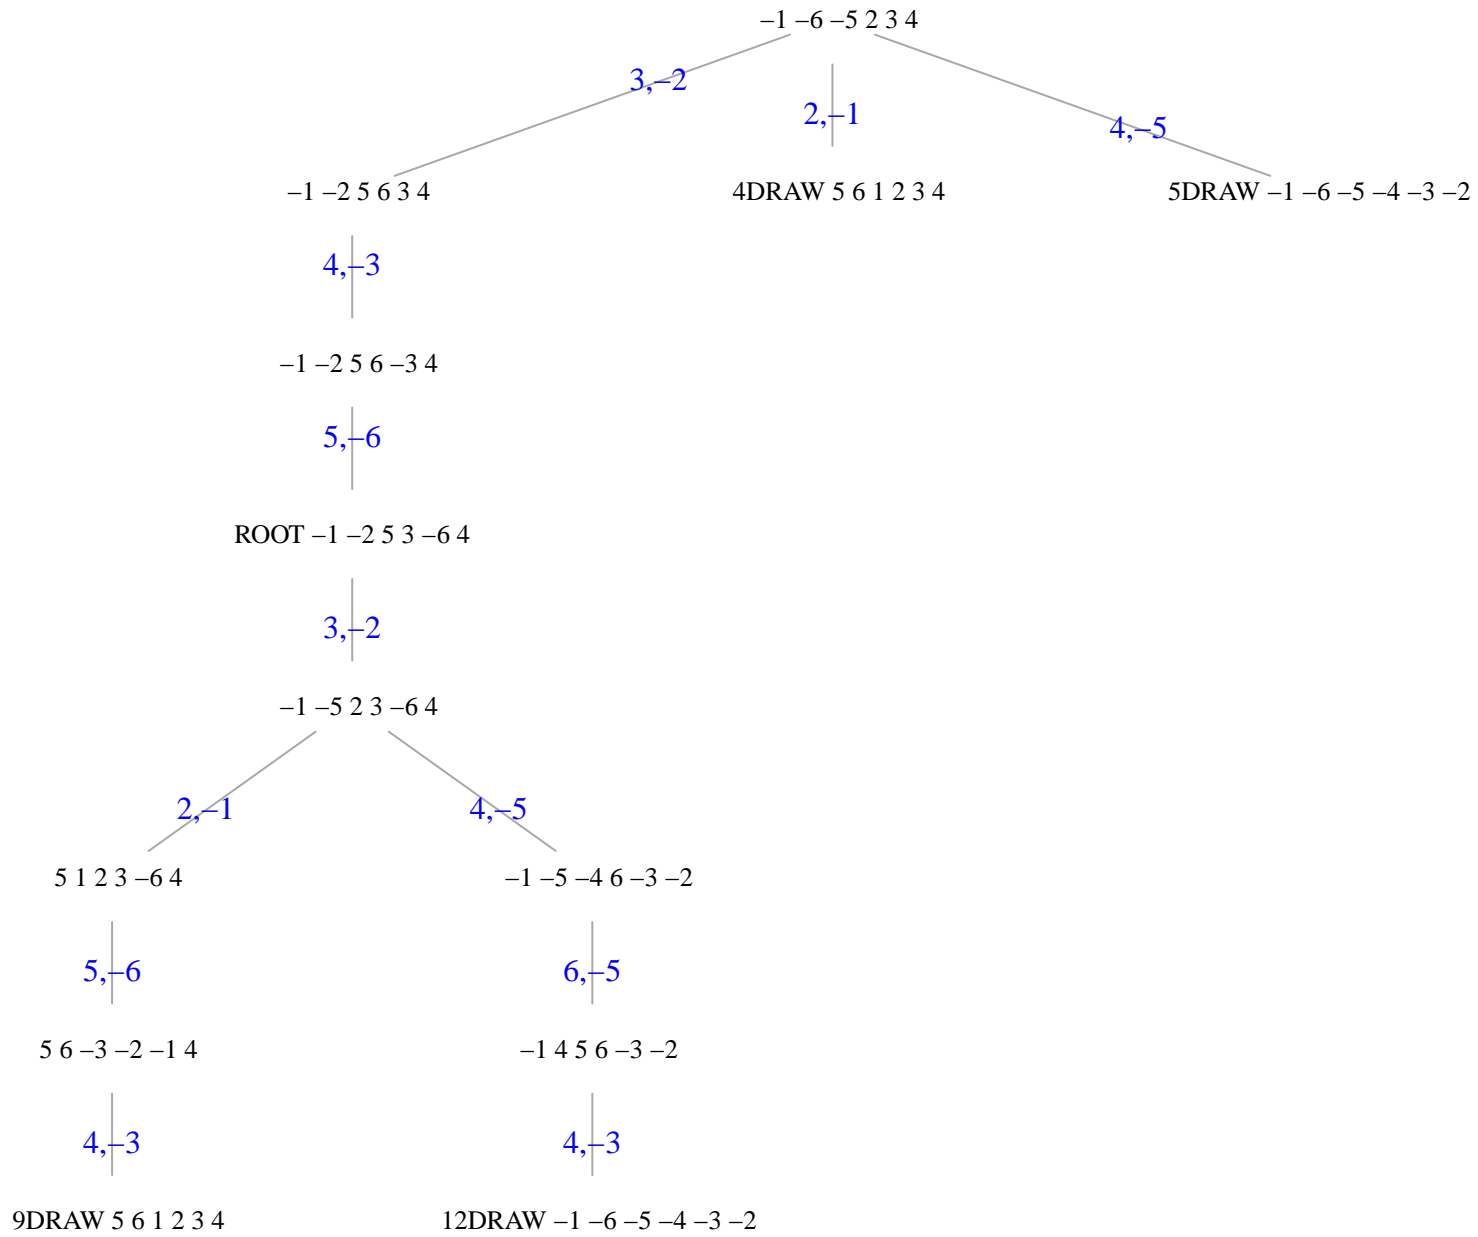 –1 –6 –5 2 3 4
3,–2
2,–1
4,–5
–1 –2 5 6 3 4
4DRAW 5 6 1 2 3 4
5DRAW –1 –6 –5 –4 –3 –2
4,–3
–1 –2 5 6 –3 4
5,–6
ROOT –1 –2 5 3 –6 4
3,–2
–1 –5 2 3 –6 4
2,–1
4,–5
5 1 2 3 –6 4
–1 –5 –4 6 –3 –2
5,–6
6,–5
5 6 –3 –2 –1 4
–1 4 5 6 –3 –2
4,–3
4,–3
9DRAW 5 6 1 2 3 4
12DRAW –1 –6 –5 –4 –3 –2